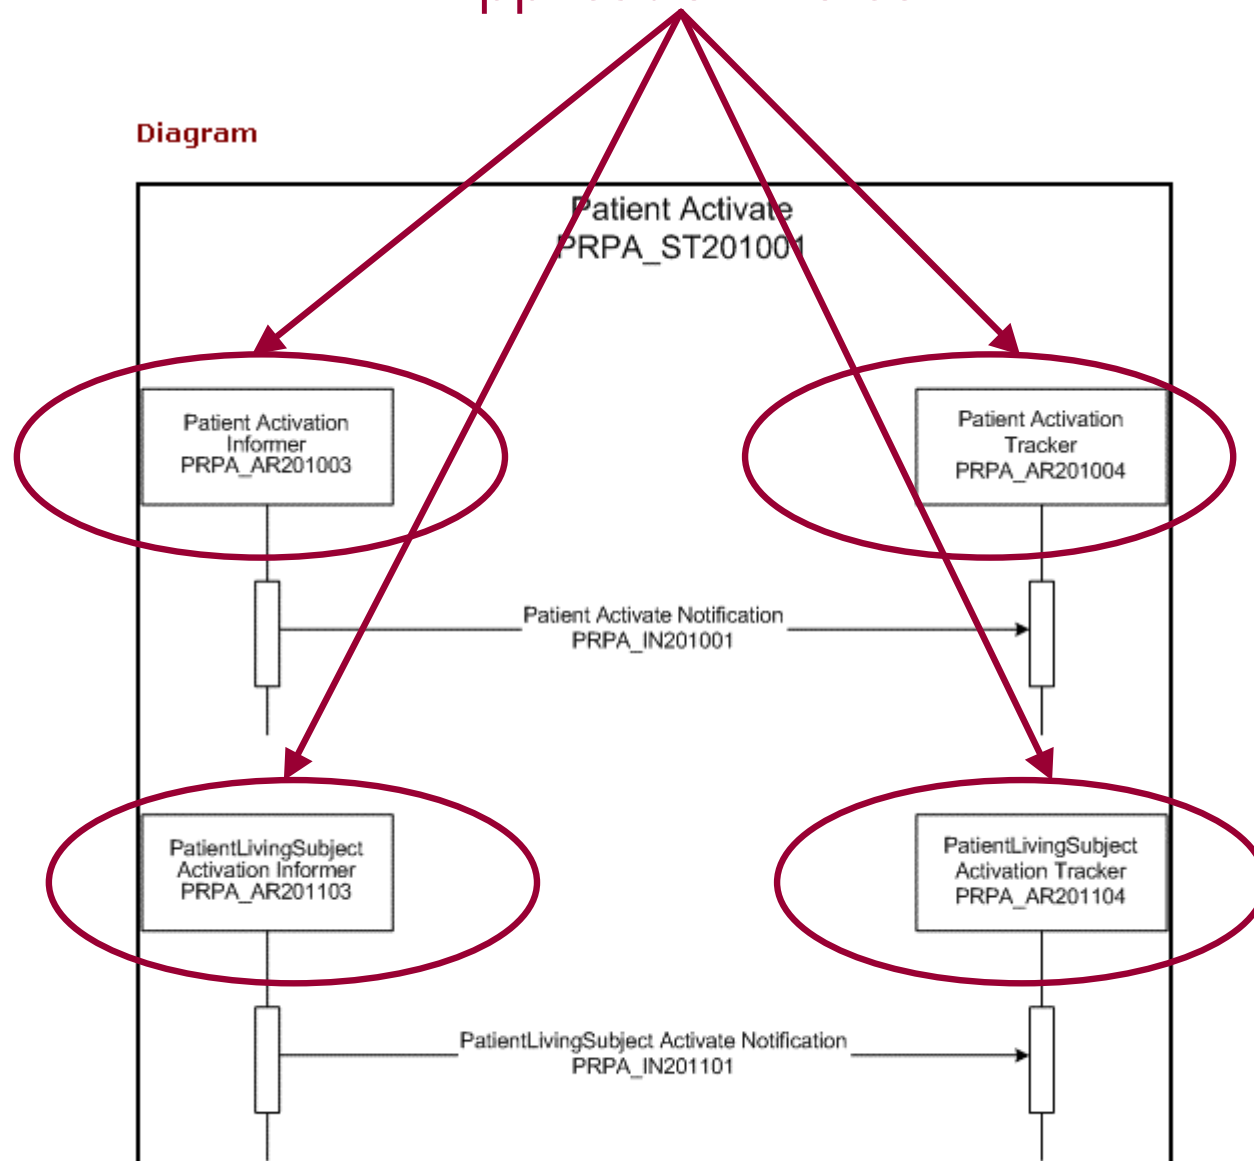 Diagram
Patient Activate
PRPA_ST201001
Patient Activation
Informer
PRPA_AR201003
Patient Activation
Tracker
PRPA_AR201004
Patient Activate Notification
PRPA_IN201001
PatientLivingSubject
Activation Informer
PRPA_AR201103
PatientLivingSubject
Activation Tracker
PRPA_AR201104
PatientLivingSubject Activate Notification
PRPA_IN201101